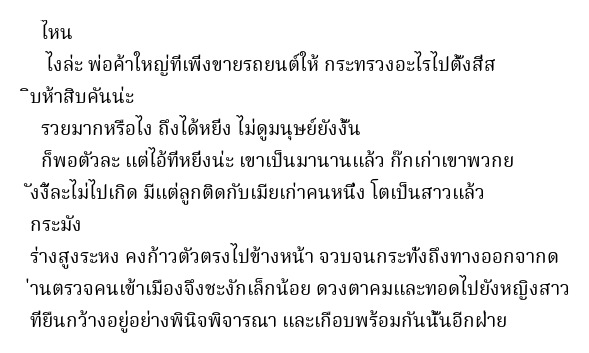 ไหน
ไงล่ะ พ่อค้าใหญ่ที่เพิ่งขายรถยนต์ให้ กระทรวงอะไรไปตั้งสี่ส
ิบห้าสิบคันน่ะ
รวยมากหรือไง ถึงได้หยิ่ง ไม่ดูมนุษย์ยังงั้น
ก็พอตัวละ แต่ไอ้ที่หยิ่งน่ะ เขาเป็นมานานแล้ว ก๊กเก่าเขาพวกย
ังงี้ละไม่ไปเกิด มีแต่ลูกติดกับเมียเก่าคนหนึ่ง โตเป็นสาวแล้ว
กระมัง
ร่างสูงระหง คงก้าวตัวตรงไปข้างหน้า จวบจนกระทั่งถึงทางออกจากด
่านตรวจคนเข้าเมืองจึงชะงักเล็กน้อย ดวงตาคมและทอดไปยังหญิงสาว
ที่ยืนกว้างอยู่อย่างพินิจพิจารณา และเกือบพร้อมกันนั้นอีกฝ่าย